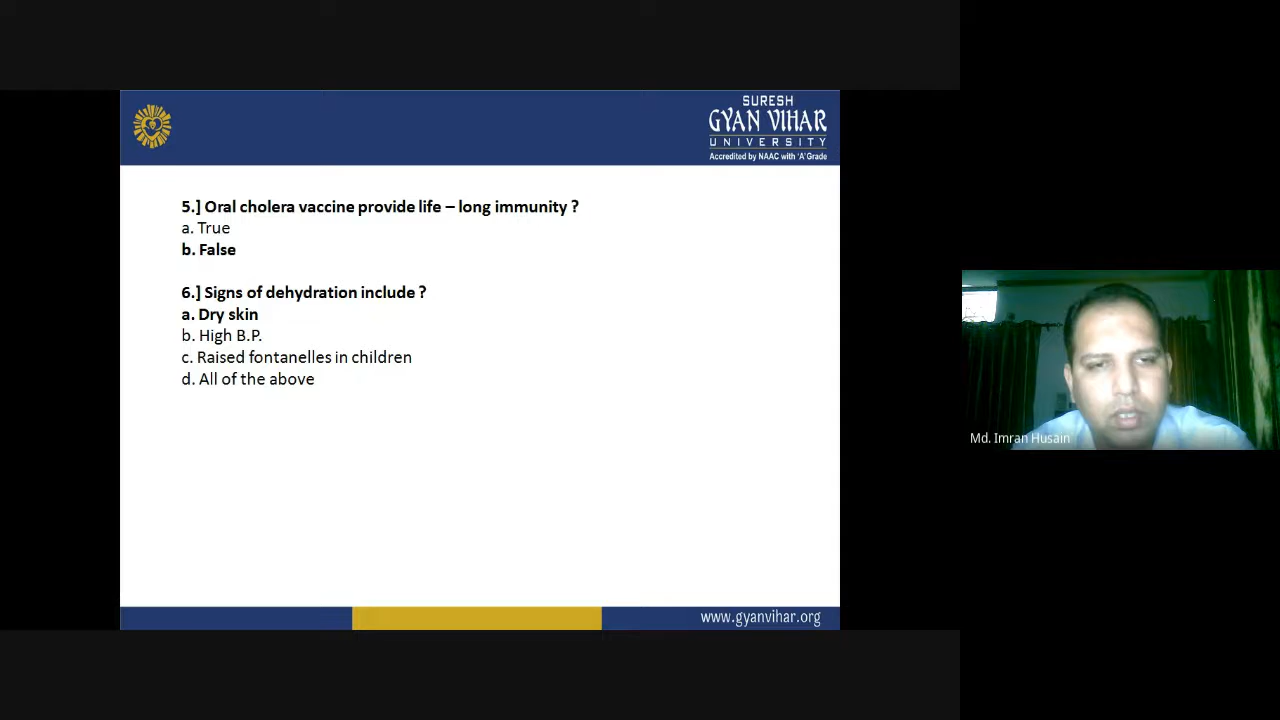 SURESH
GYAN VIHAR
UNIVERSITY
Accredited by NAAC with 'A' Grade
5.] Oral cholera vaccine provide life – long immunity ?
a. True
b. False
6.] Signs of dehydration include ?
a. Dry skin
b. High B.P.
c. Raised fontanelles in children
d. All of the above
Md. Imran Husain
www.gyanvihar.org